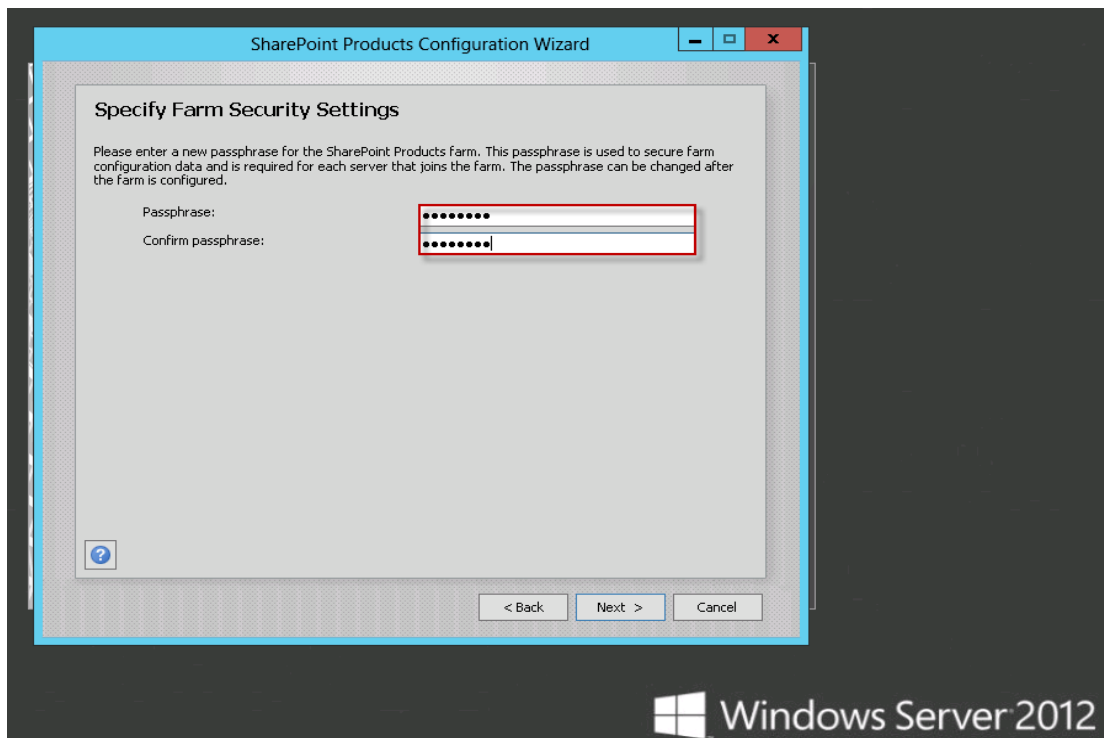 SharePoint Products Configuration Wizard
Specify Farm Security Settings
Please enter a new passphrase for the SharePoint Products farm. This passphrase is used to secure farm
configuration data and is required for each server that joins the farm. The passphrase can be changed after
the farm is configured.
Passphrase: ●●●●●●●●
Confirm passphrase: ●●●●●●●●
?
< Back Next > Cancel
Windows Server 2012